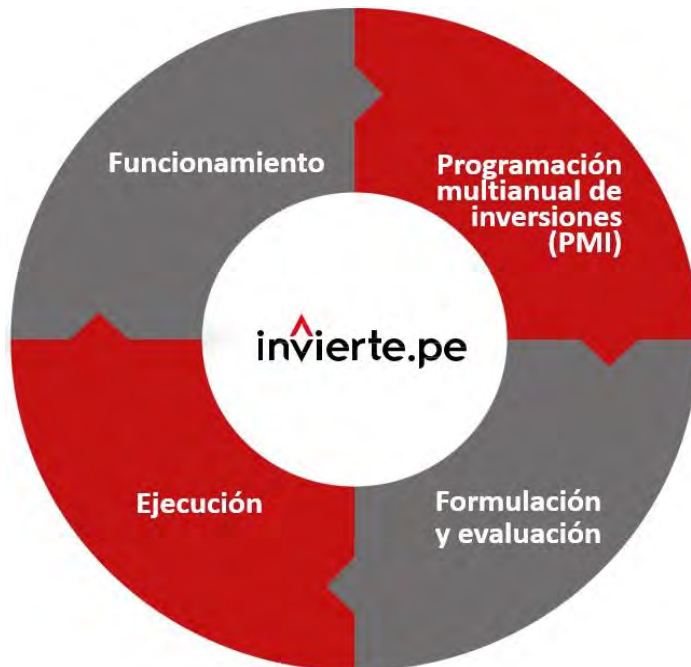 Funcionamiento
Programación
multianual de
inversiones
(PMI)
invierte.pe
Ejecución
Formulación
y evaluación